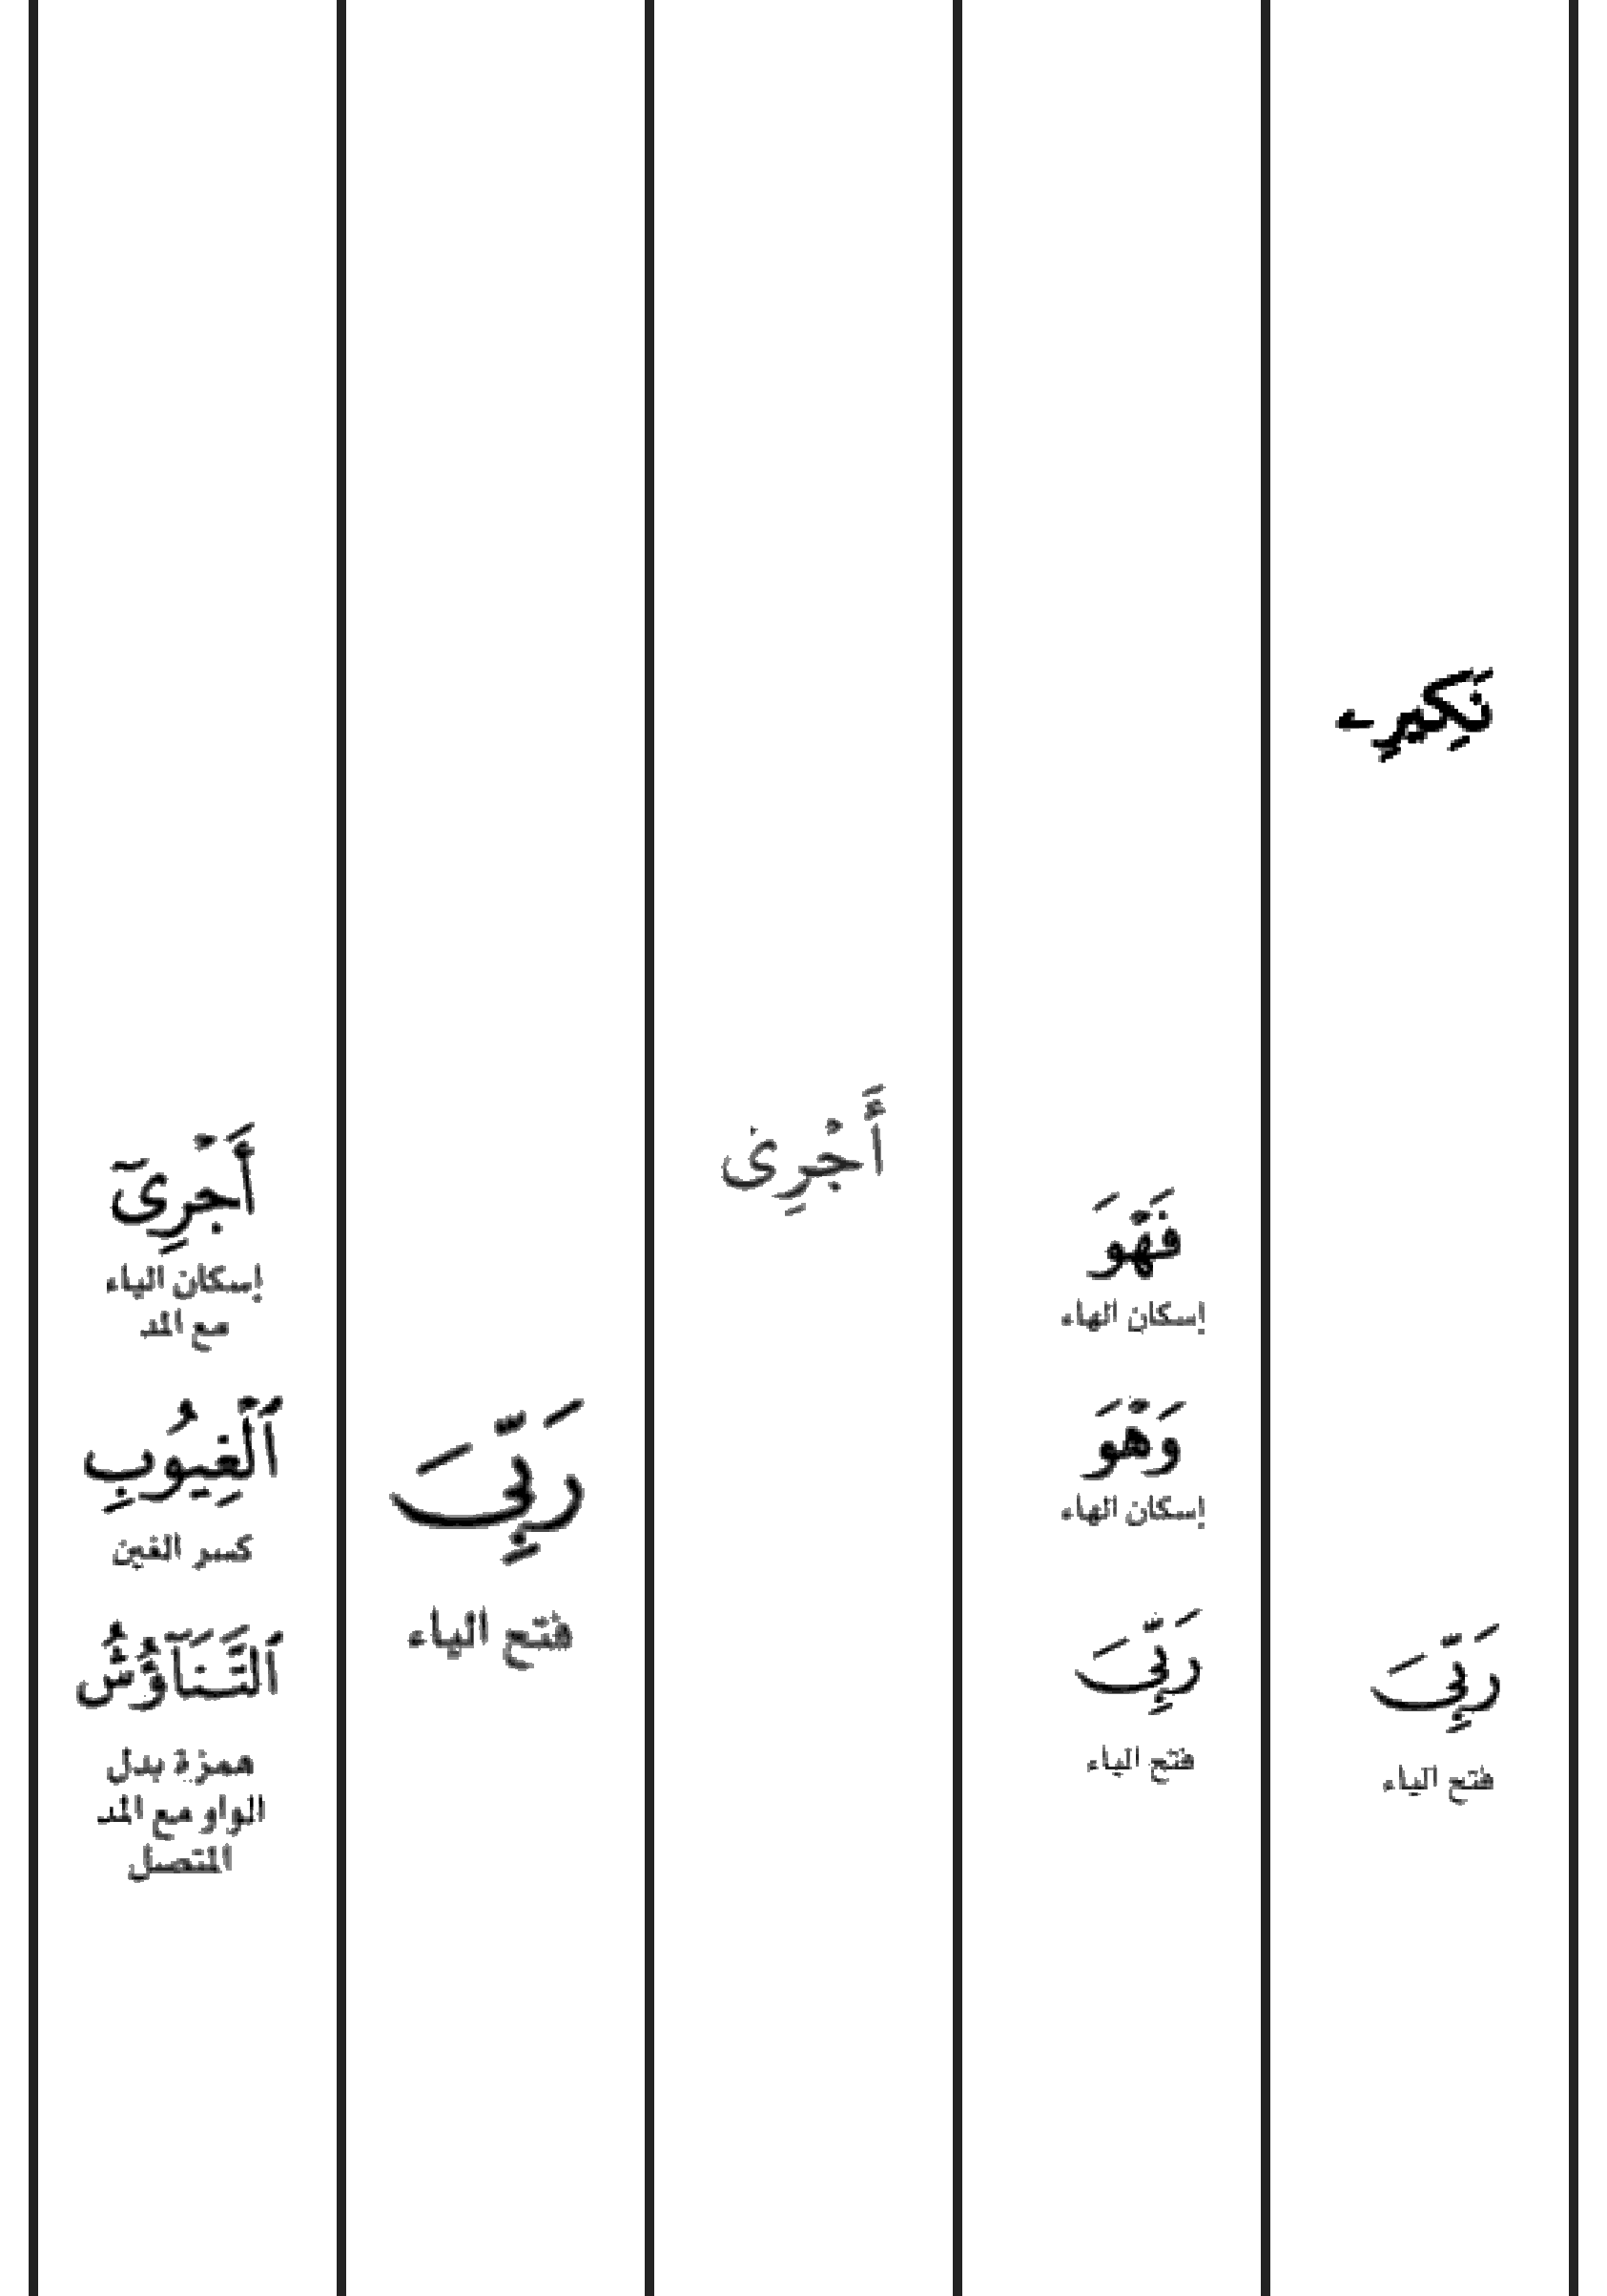 نَكِيرِۦ
رَبِّىَ
فتح الياء
فَهْوَ
إسكان الهاء
وَهْوَ
إسكان الهاء
رَبِّىَ
فتح الياء
أَجْرِى
رَبِّىَ
فتح الياء
أَجْرِىٓ
إسكان الياء
مع المد
ٱلْغِيُوبِ
كسر الغين
ٱلتَّنَآؤُشُ
همزة بدل
الواو مع المد
المتصل